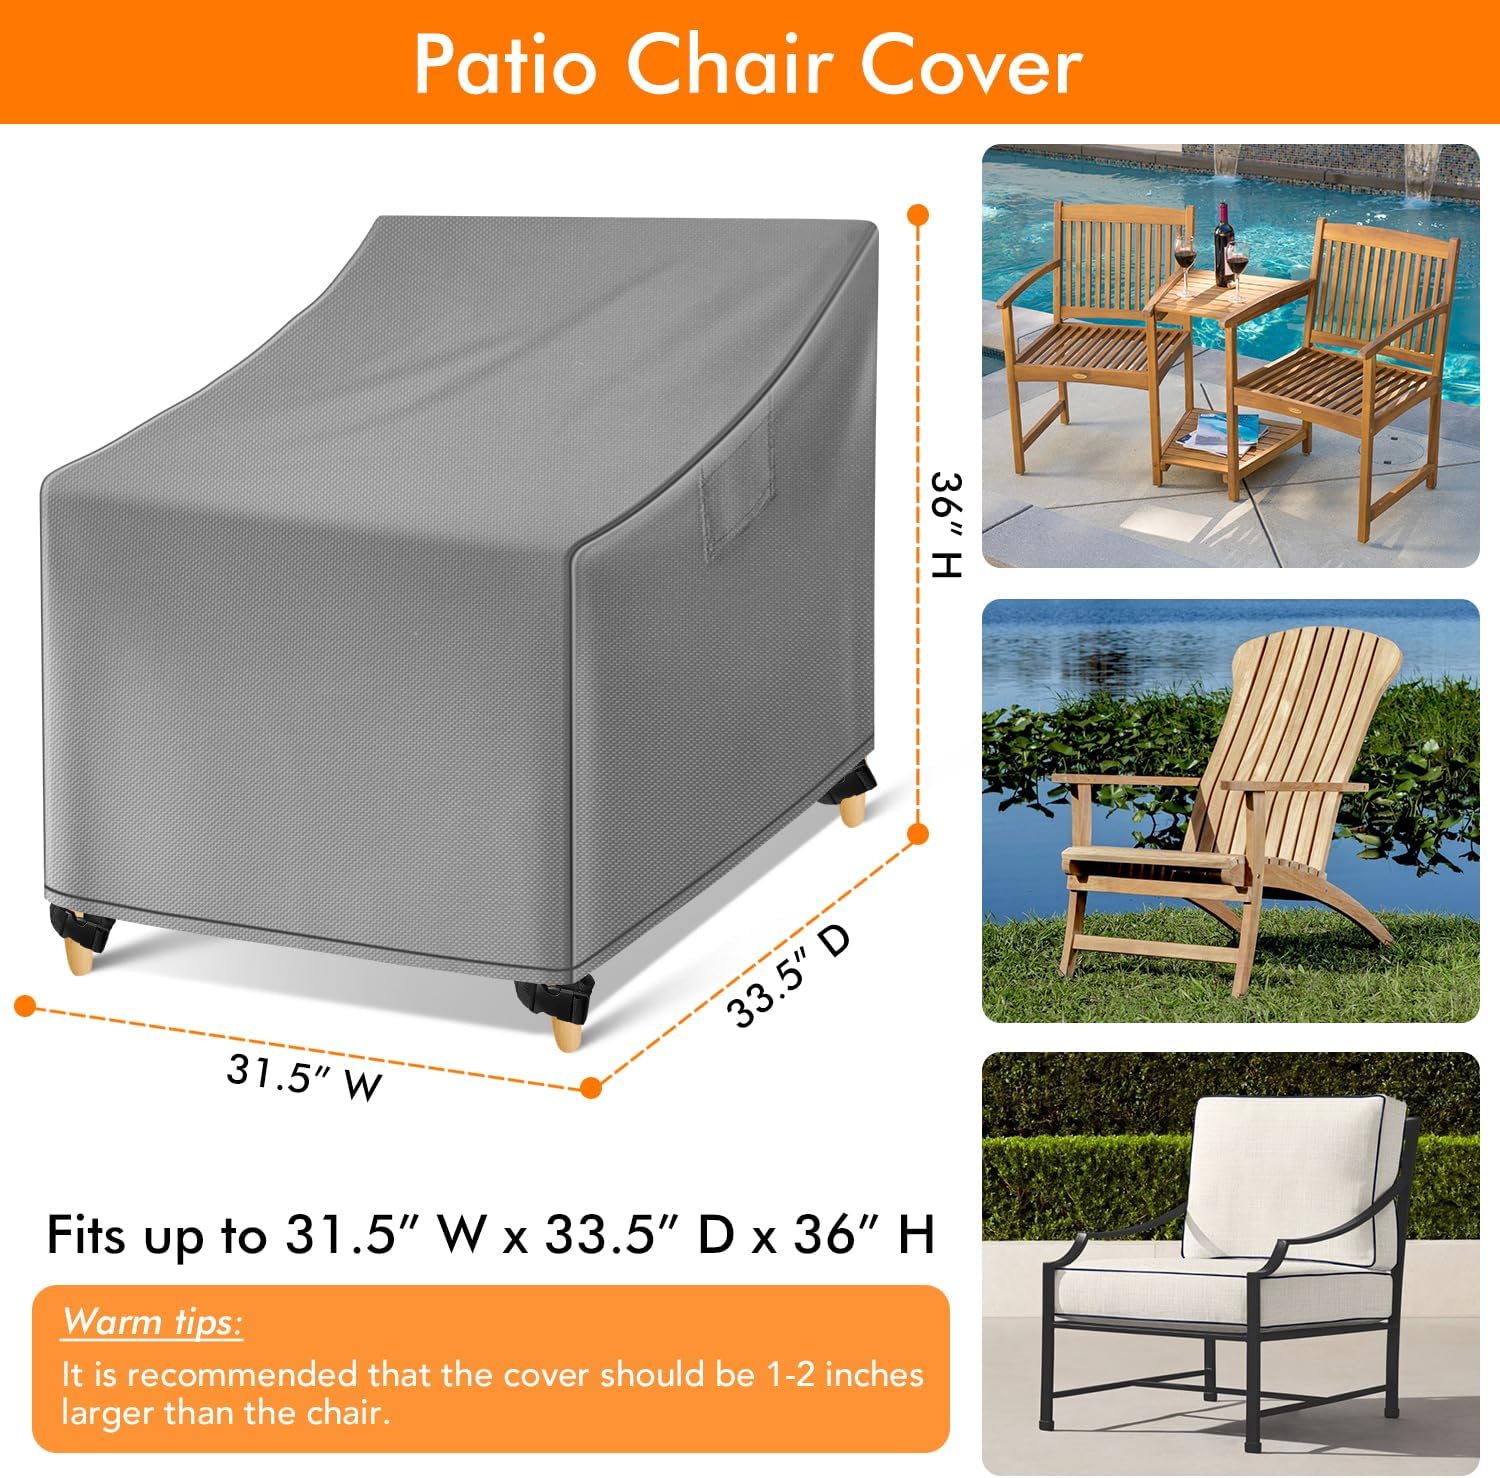 Patio Chair Cover
36" H
33.5" D
31.5" W
Fits up to 31.5" W x 33.5" D x 36" H
Warm tips:
It is recommended that the cover should be 1-2 inches
larger than the chair.